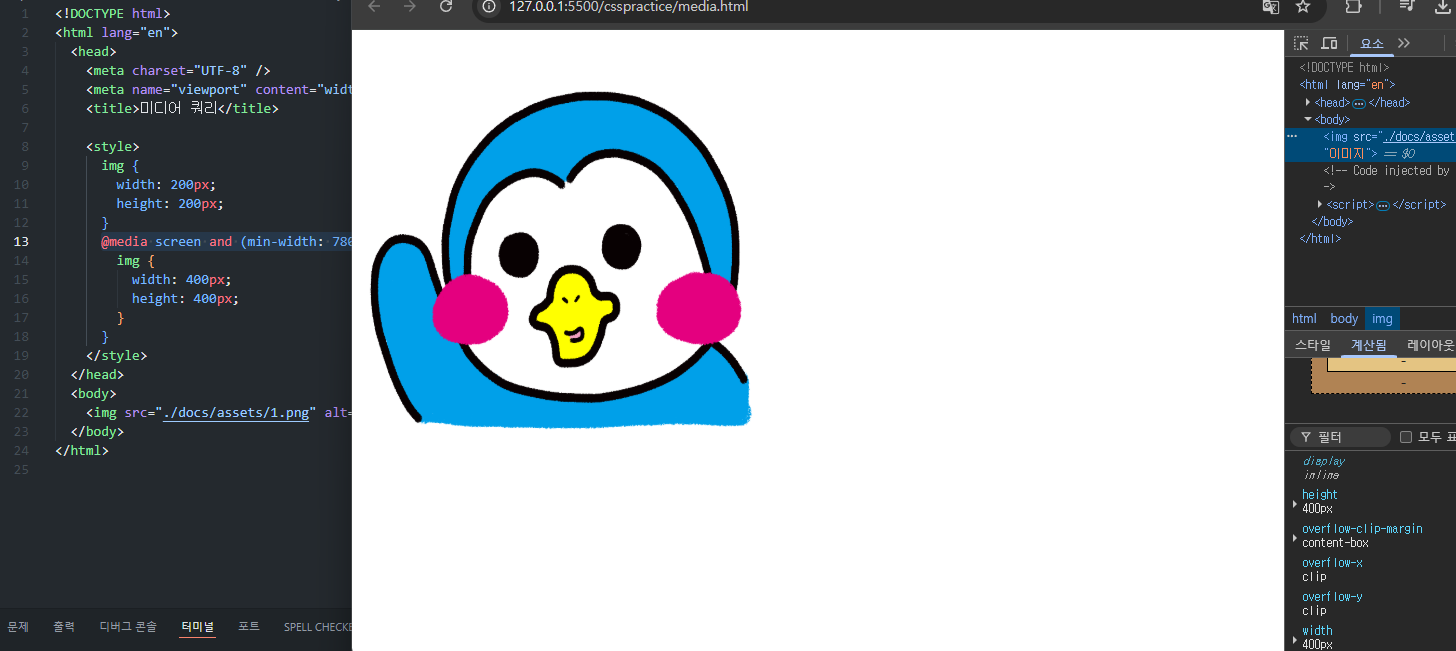 1 <!DOCTYPE html>
2 <html lang="en">
3 <head>
4 <meta charset="UTF-8" />
5 <meta name="viewport" content="widt
6 <title>미디어 쿼리</title>
7
8 <style>
9 img {
10 width: 200px;
11 height: 200px;
12 }
13 @media screen and (min-width: 780
14 img {
15 width: 400px;
16 height: 400px;
17 }
18 }
19 </style>
20 </head>
21 <body>
22 <img src="./docs/assets/1.png" alt=
23 </body>
24 </html>
25
문제 출력 디버그 콘솔 터미널 포트 SPELL CHECKE
127.0.0.1:5500/csspractice/media.html
요소
<!DOCTYPE html>
<html lang="en">
<head> ⋯ </head>
<body>
⋯ <img src="./docs/asset
"이미지"> == $0
<!-- Code injected by
-->
<script> ⋯ </script>
</body>
</html>
html body img
스타일 계산됨 레이아웃
-
-
필터 모두 표
display
inline
height
400px
overflow-clip-margin
content-box
overflow-x
clip
overflow-y
clip
width
400px